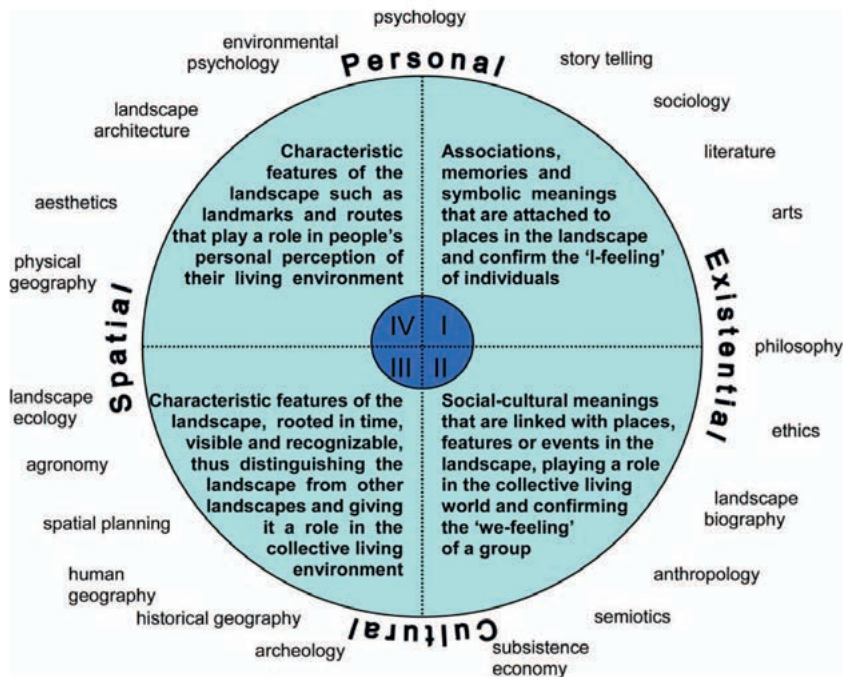 psychology
environmental
psychology
Personal
story telling
landscape
architecture
sociology
literature
aesthetics
arts
physical
geography
Spatial
Existential
Characteristic
features of the
landscape such as
landmarks and routes
that play a role in people's
personal perception of
their living environment
Associations,
memories and
symbolic meanings
that are attached to
places in the landscape
and confirm the 'I-feeling'
of individuals
IV
I
III
II
philosophy
landscape
ecology
Characteristic features of the
landscape, rooted in time,
visible and recognizable,
thus distinguishing the
landscape from other
landscapes and giving
it a role in the
collective living
environment
Social-cultural meanings
that are linked with places,
features or events in the
landscape, playing a role
in the collective living
world and confirming
the 'we-feeling'
of a group
ethics
agronomy
landscape
biography
spatial planning
anthropology
human
geography
semiotics
historical geography
Cultural
archeology
subsistence
economy